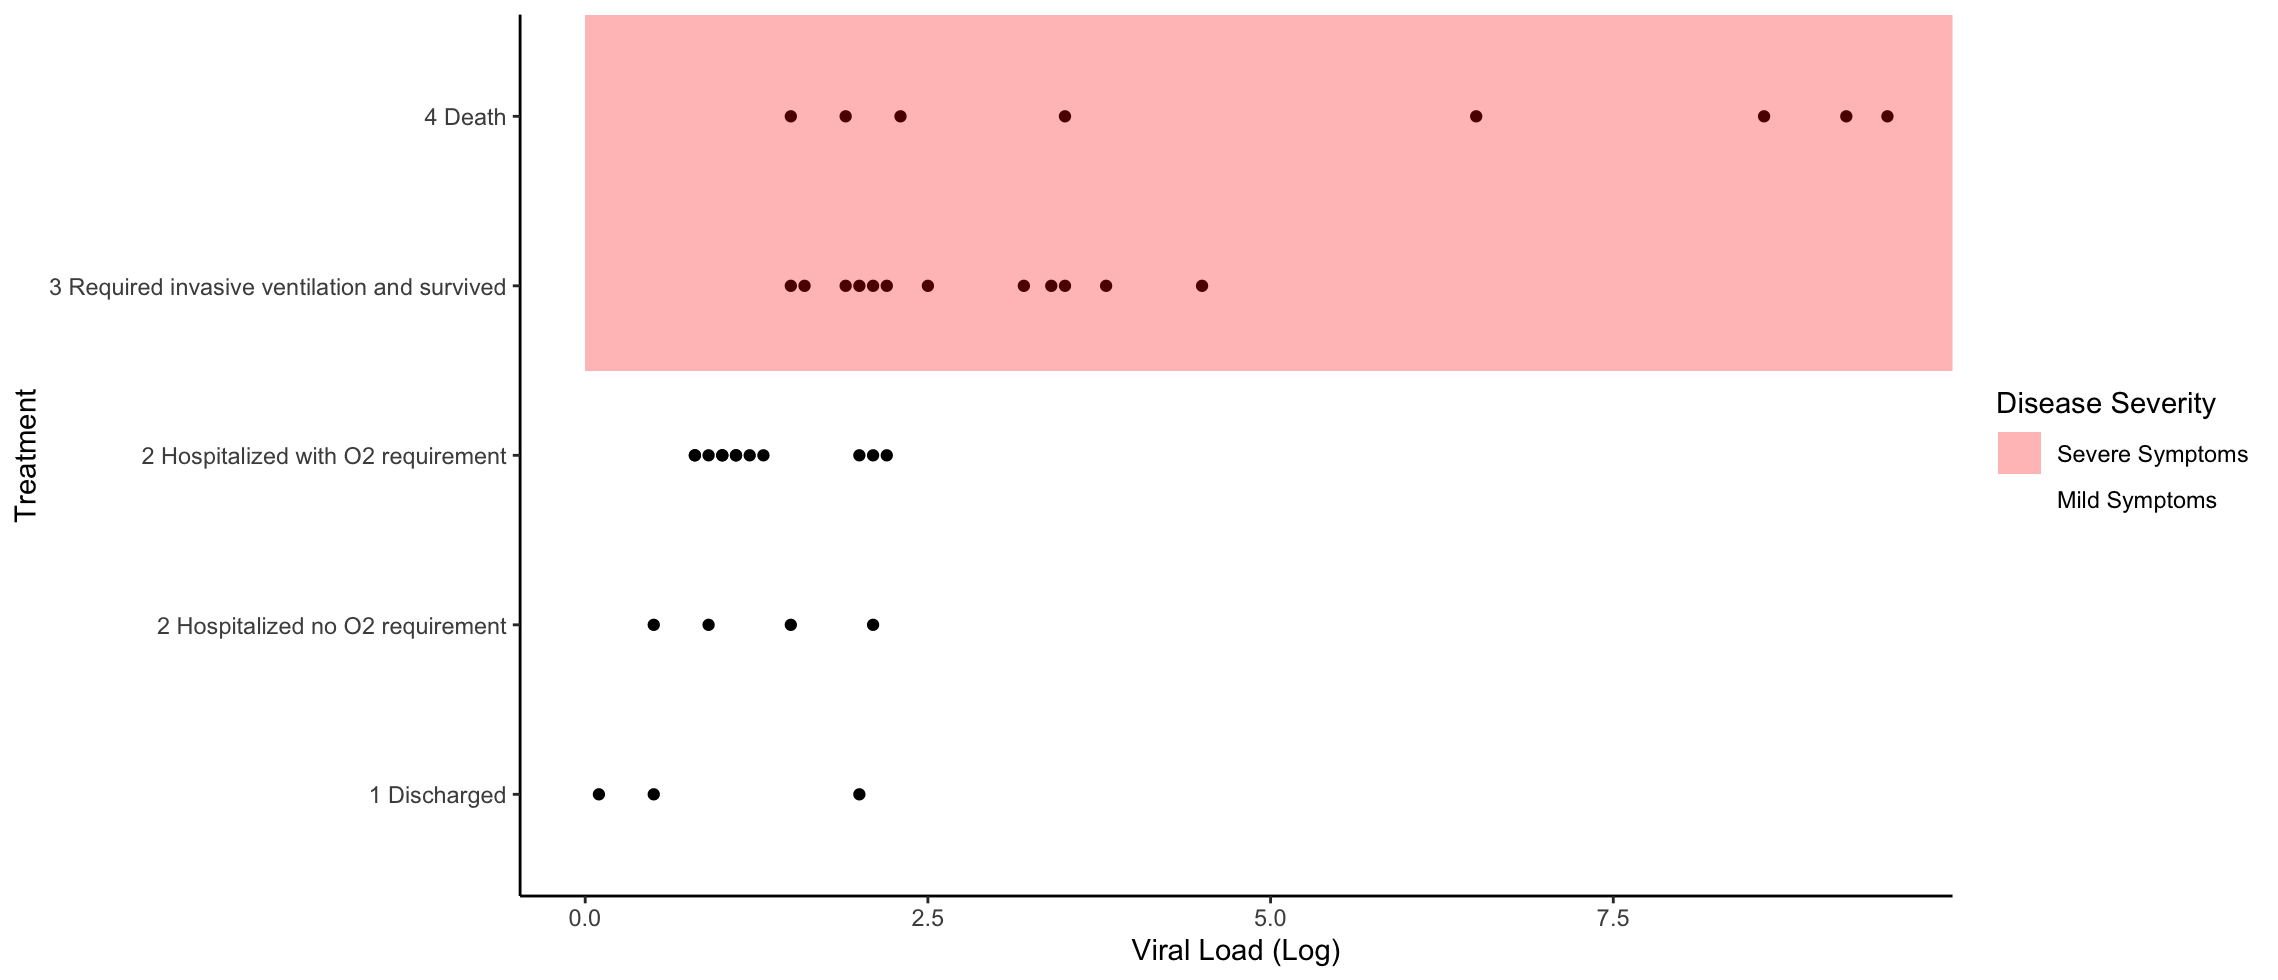 4 Death
3 Required invasive ventilation and survived
2 Hospitalized with O2 requirement
2 Hospitalized no O2 requirement
1 Discharged
Treatment
0.0 2.5 5.0 7.5
Viral Load (Log)
Disease Severity
Severe Symptoms
Mild Symptoms